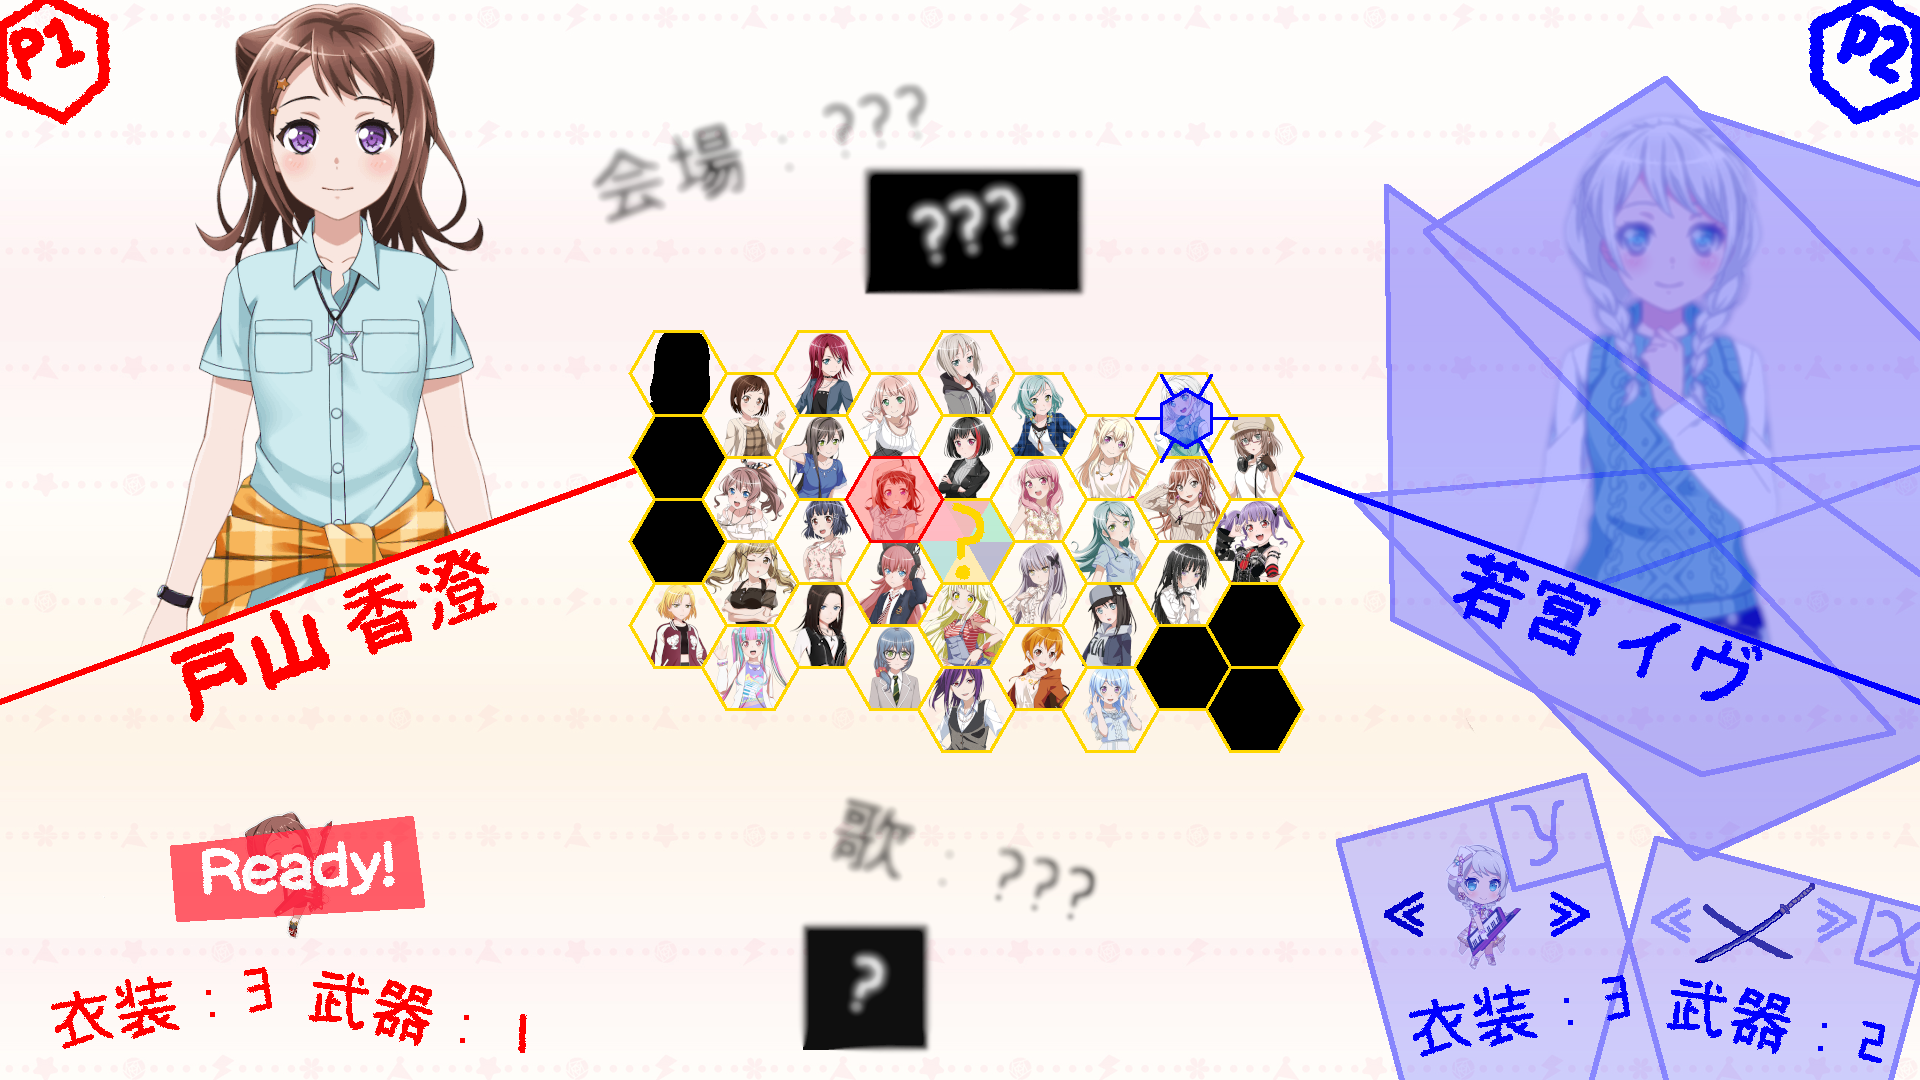 P1
P2
会場：???
???
?
戸山 香澄
若宮 イヴ
Ready!
歌：???
?
衣装：3 武器：1
Y
X
衣装：3
武器：2